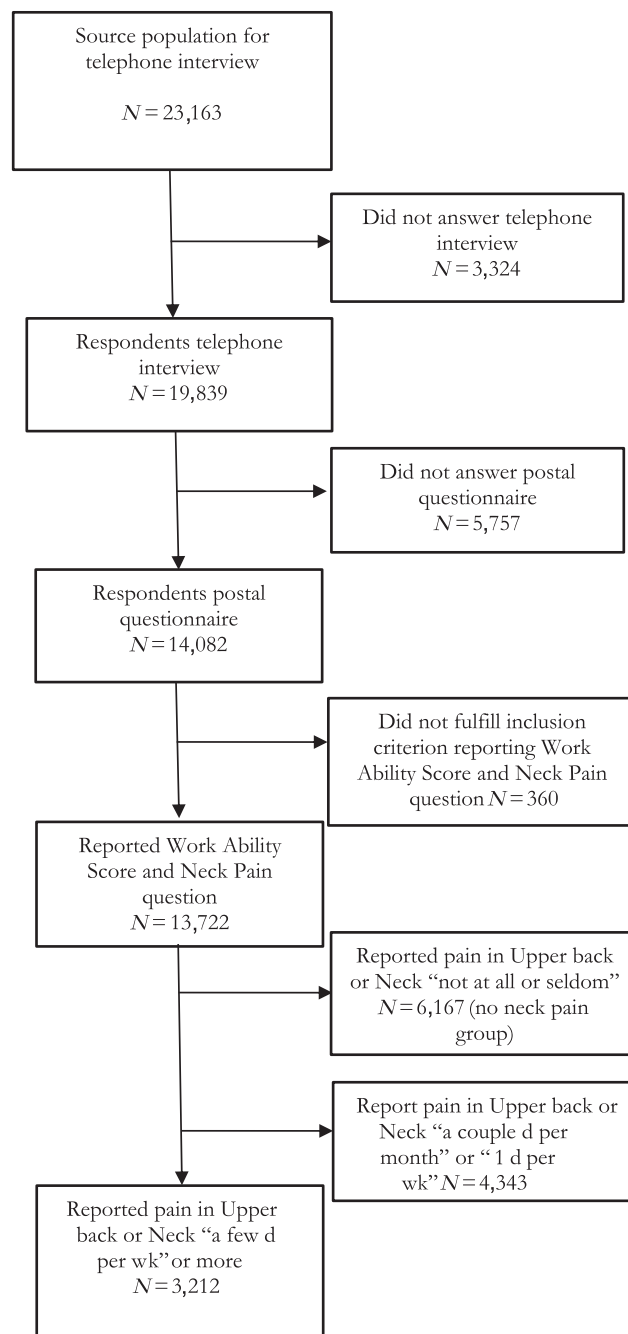 Source population for
telephone interview
N = 23,163
Did not answer telephone
interview
N = 3,324
Respondents telephone
interview
N = 19,839
Did not answer postal
questionnaire
N = 5,757
Respondents postal
questionnaire
N = 14,082
Did not fulfill inclusion
criterion reporting Work
Ability Score and Neck Pain
question N = 360
Reported Work Ability
Score and Neck Pain
question
N = 13,722
Reported pain in Upper back
or Neck “not at all or seldom”
N = 6,167 (no neck pain
group)
Report pain in Upper back or
Neck “a couple d per
month” or “ 1 d per
wk” N = 4,343
Reported pain in Upper
back or Neck “a few d
per wk” or more
N = 3,212